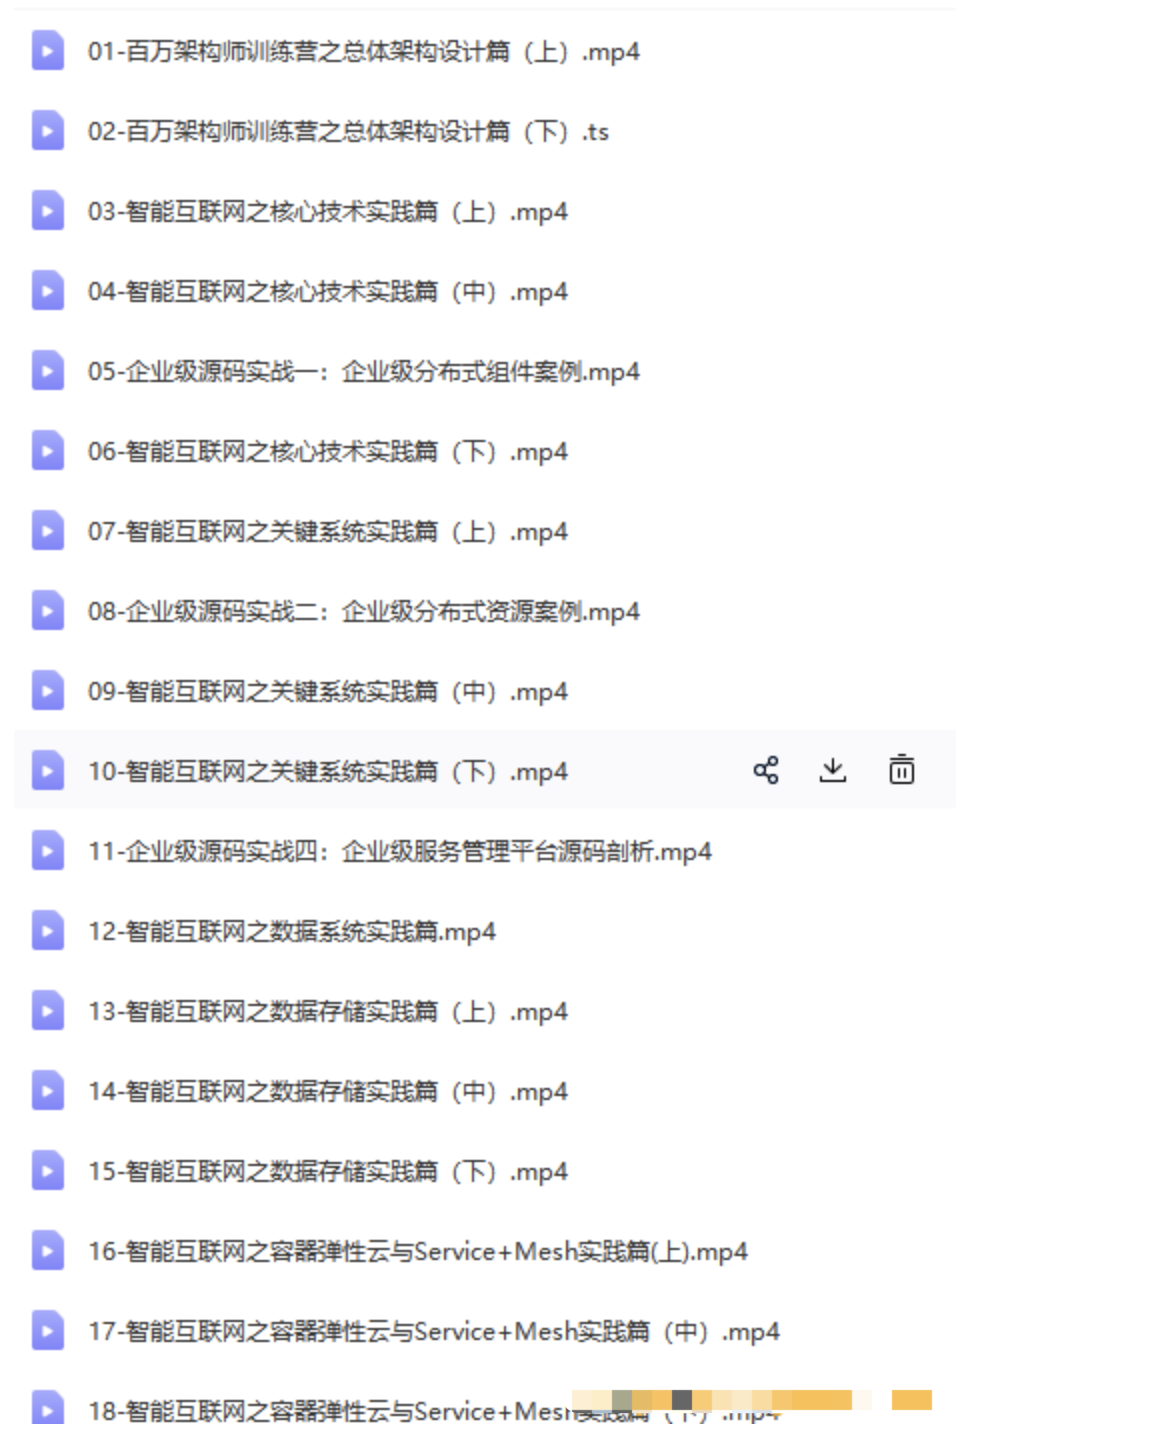 01-百万架构师训练营之总体架构设计篇（上）.mp4
02-百万架构师训练营之总体架构设计篇（下）.ts
03-智能互联网之核心技术实践篇（上）.mp4
04-智能互联网之核心技术实践篇（中）.mp4
05-企业级源码实战一：企业级分布式组件案例.mp4
06-智能互联网之核心技术实践篇（下）.mp4
07-智能互联网之关键系统实践篇（上）.mp4
08-企业级源码实战二：企业级分布式资源案例.mp4
09-智能互联网之关键系统实践篇（中）.mp4
10-智能互联网之关键系统实践篇（下）.mp4
11-企业级源码实战四：企业级服务管理平台源码剖析.mp4
12-智能互联网之数据系统实践篇.mp4
13-智能互联网之数据存储实践篇（上）.mp4
14-智能互联网之数据存储实践篇（中）.mp4
15-智能互联网之数据存储实践篇（下）.mp4
16-智能互联网之容器弹性云与Service+Mesh实践篇(上).mp4
17-智能互联网之容器弹性云与Service+Mesh实践篇（中）.mp4
18-智能互联网之容器弹性云与Service+Mesh实践篇（下）.mp4